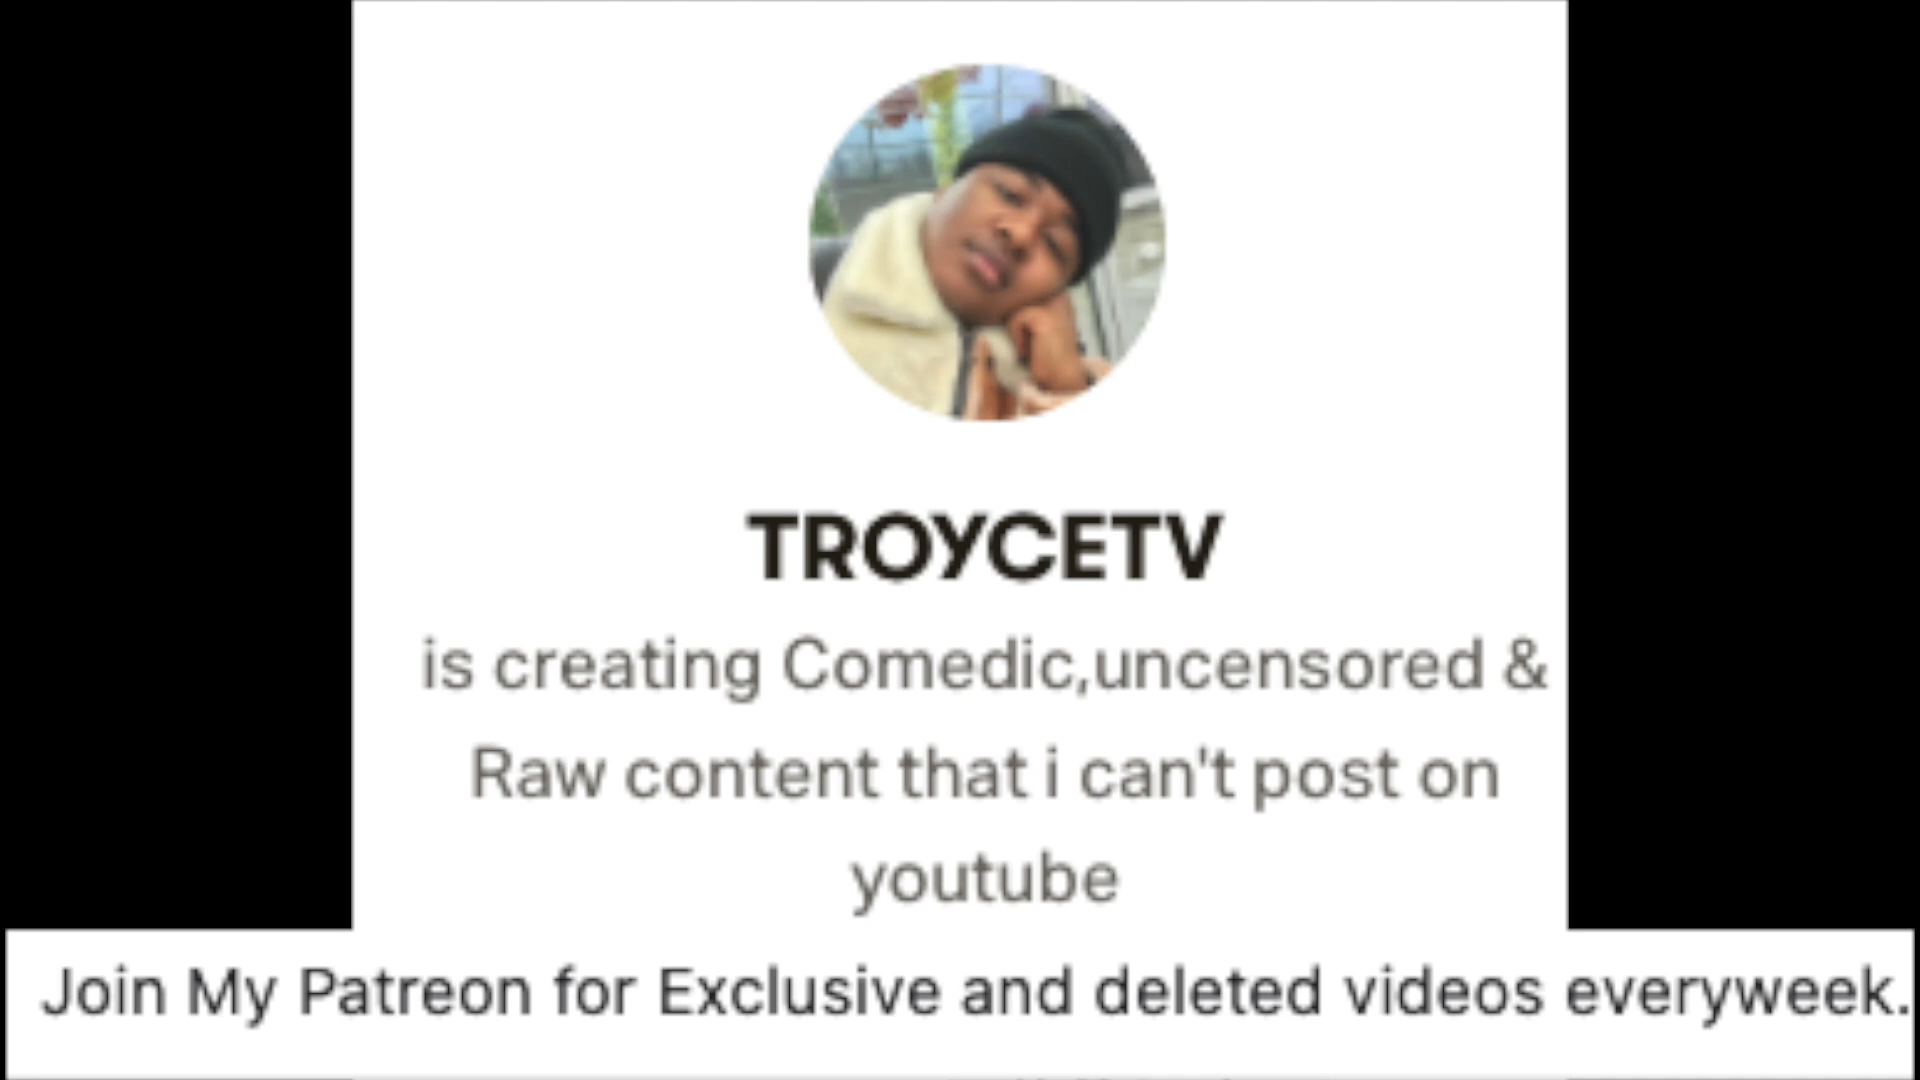 TROYCETV
is creating Comedic,uncensored &
Raw content that i can't post on
youtube
Join My Patreon for Exclusive and deleted videos everyweek.